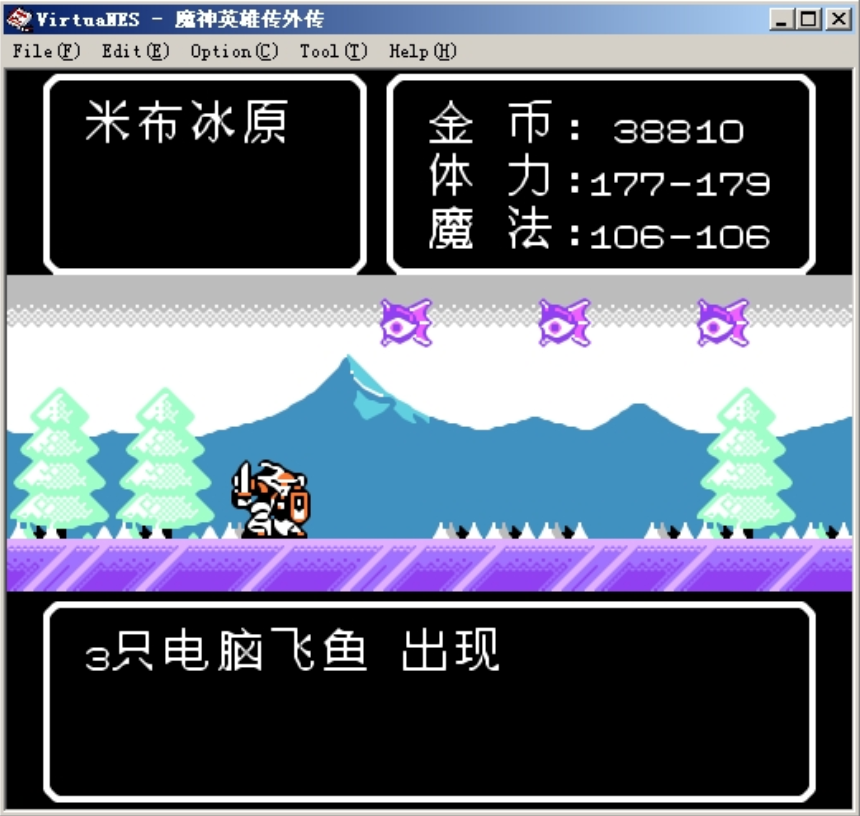 VirtuaNES - 魔神英雄传外传
File(F) Edit(E) Option(C) Tool(T) Help(H)
米布冰原
金 币: 38810
体 力:177-179
魔 法:106-106
3只电脑飞鱼 出现